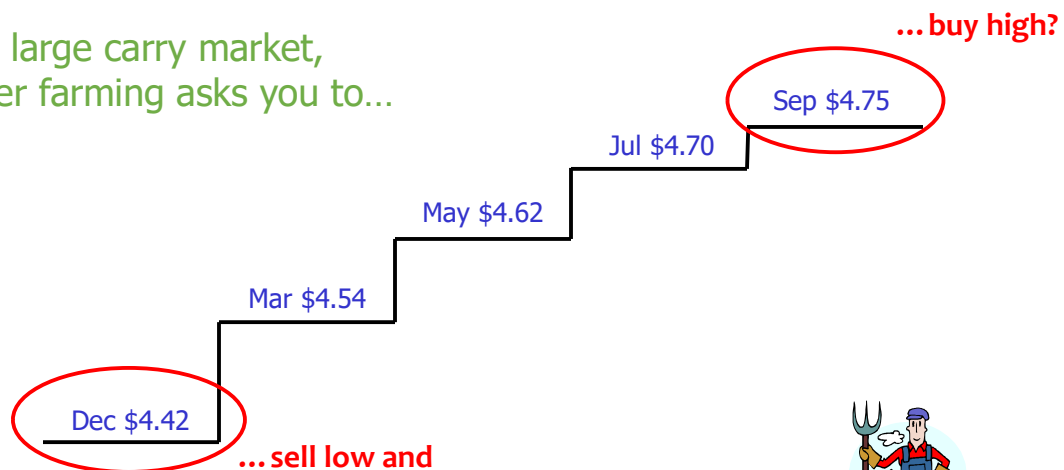 …buy high?
large carry market,
er farming asks you to…
Sep $4.75
Jul $4.70
May $4.62
Mar $4.54
Dec $4.42
…sell low and